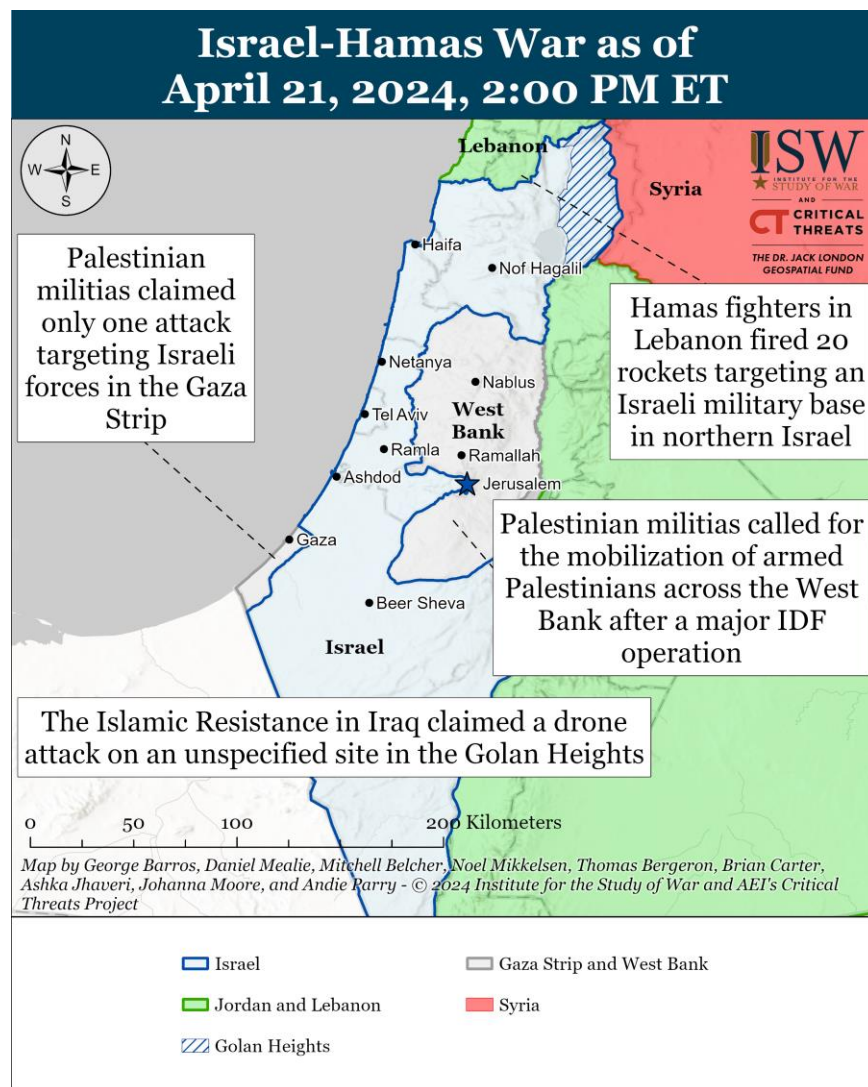 Israel-Hamas War as of
April 21, 2024, 2:00 PM ET
N
W
E
S
Lebanon
Syria
ISW
INSTITUTE FOR THE
STUDY OF WAR
AND
CT CRITICAL
THREATS
THE DR. JACK LONDON
GEOSPATIAL FUND
Palestinian
militias claimed
only one attack
targeting Israeli
forces in the Gaza
Strip
Haifa
Nof Hagalil
Hamas fighters in
Lebanon fired 20
rockets targeting an
Israeli military base
in northern Israel
Netanya
Nablus
Tel Aviv
West
Bank
Ramla
Ramallah
Ashdod
Jerusalem
Palestinian militias called for
the mobilization of armed
Palestinians across the West
Bank after a major IDF
operation
Gaza
Beer Sheva
Israel
The Islamic Resistance in Iraq claimed a drone
attack on an unspecified site in the Golan Heights
0 50 100 200 Kilometers
Map by George Barros, Daniel Mealie, Mitchell Belcher, Noel Mikkelsen, Thomas Bergeron, Brian Carter,
Ashka Jhaveri, Johanna Moore, and Andie Parry - © 2024 Institute for the Study of War and AEI's Critical
Threats Project
Israel
Gaza Strip and West Bank
Jordan and Lebanon
Syria
Golan Heights